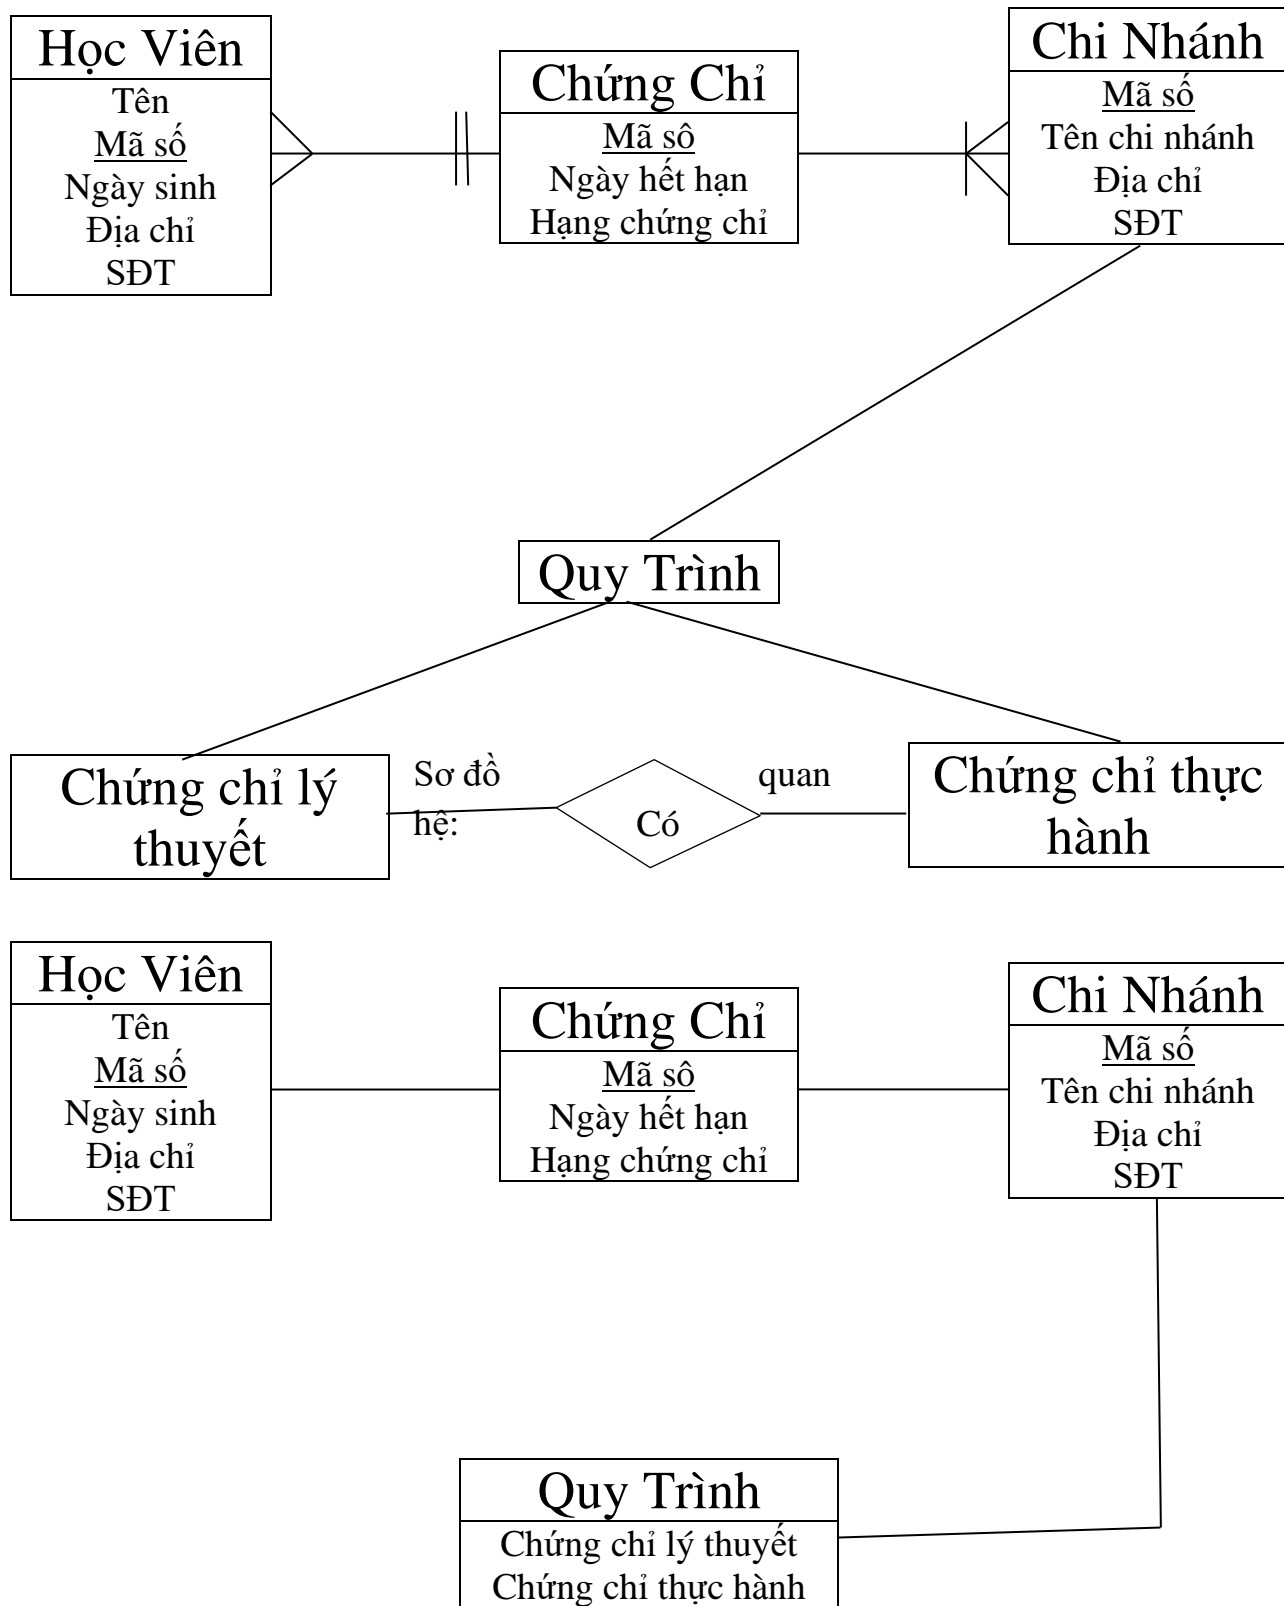 Học Viên
Tên
Mã số
Ngày sinh
Địa chỉ
SĐT
Chứng Chỉ
Mã sô
Ngày hết hạn
Hạng chứng chỉ
Chi Nhánh
Mã số
Tên chi nhánh
Địa chỉ
SĐT
Quy Trình
Chứng chỉ lý
thuyết
Sơ đồ quan
hệ:
Có
Chứng chỉ thực
hành
Học Viên
Tên
Mã số
Ngày sinh
Địa chỉ
SĐT
Chứng Chỉ
Mã sô
Ngày hết hạn
Hạng chứng chỉ
Chi Nhánh
Mã số
Tên chi nhánh
Địa chỉ
SĐT
Quy Trình
Chứng chỉ lý thuyết
Chứng chỉ thực hành